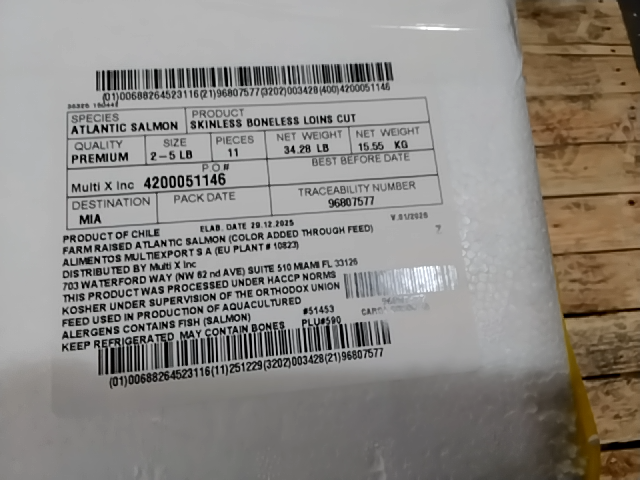 (01)00688264523116(21)96807577(3202)003428(400)4200051146
SPECIES
ATLANTIC SALMON
PRODUCT
SKINLESS BONELESS LOINS CUT
QUALITY
PREMIUM
SIZE
2-5 LB
PIECES
11
NET WEIGHT
34.28 LB
NET WEIGHT
15.55 KG
P O #
Multi X Inc 4200051146
BEST BEFORE DATE
DESTINATION
MIA
PACK DATE
TRACEABILITY NUMBER
96807577
PRODUCT OF CHILE
ELAB. DATE 29.12.2025
V.01/2025
FARM RAISED ATLANTIC SALMON (COLOR ADDED THROUGH FEED)
7
ALIMENTOS MULTIEXPORT S A (EU PLANT # 10823)
DISTRIBUTED BY Multi X Inc
703 WATERFORD WAY (NW 62 nd AVE) SUITE 510 MIAMI FL 33126
THIS PRODUCT WAS PROCESSED UNDER HACCP NORMS
KOSHER UNDER SUPERVISION OF THE ORTHODOX UNION
FEED USED IN PRODUCTION OF AQUACULTURED
ALERGENS CONTAINS FISH (SALMON)
#51453
KEEP REFRIGERATED MAY CONTAIN BONES
PLU#590
(01)00688264523116(11)251229(3202)003428(21)96807577